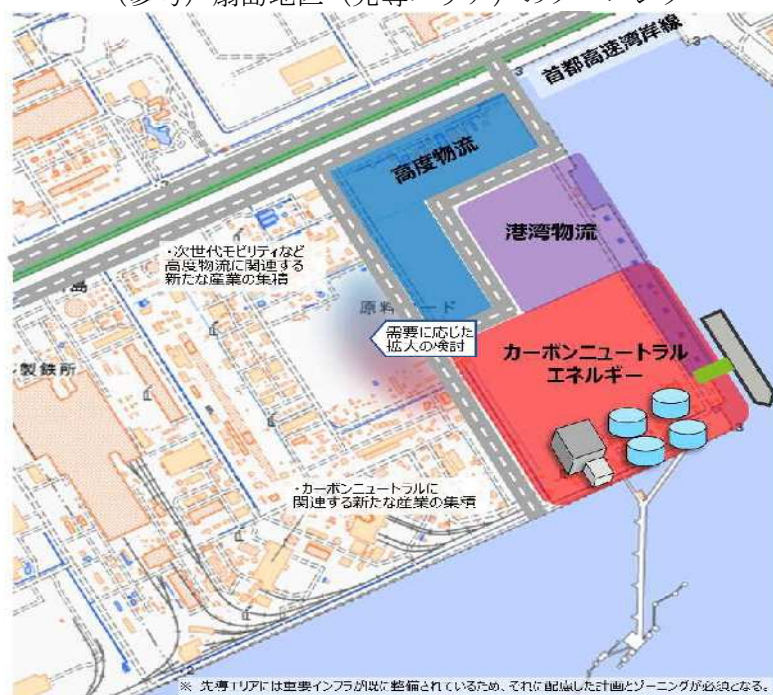 (参考) 扇島地区 (先導エリア) のゾーニング
首都高速湾岸線
高度物流
港湾物流
・次世代モビリティなど
高度物流に関連する
新たな産業の集積
島
原料ヤード
需要に応じた
拡大の検討
カーボンニュートラル
エネルギー
製鉄所
・カーボンニュートラルに
関連する新たな産業の集積
※ 先導エリアには重要インフラが既に整備されているため、それに配慮した計画とゾーニングが必須となる。